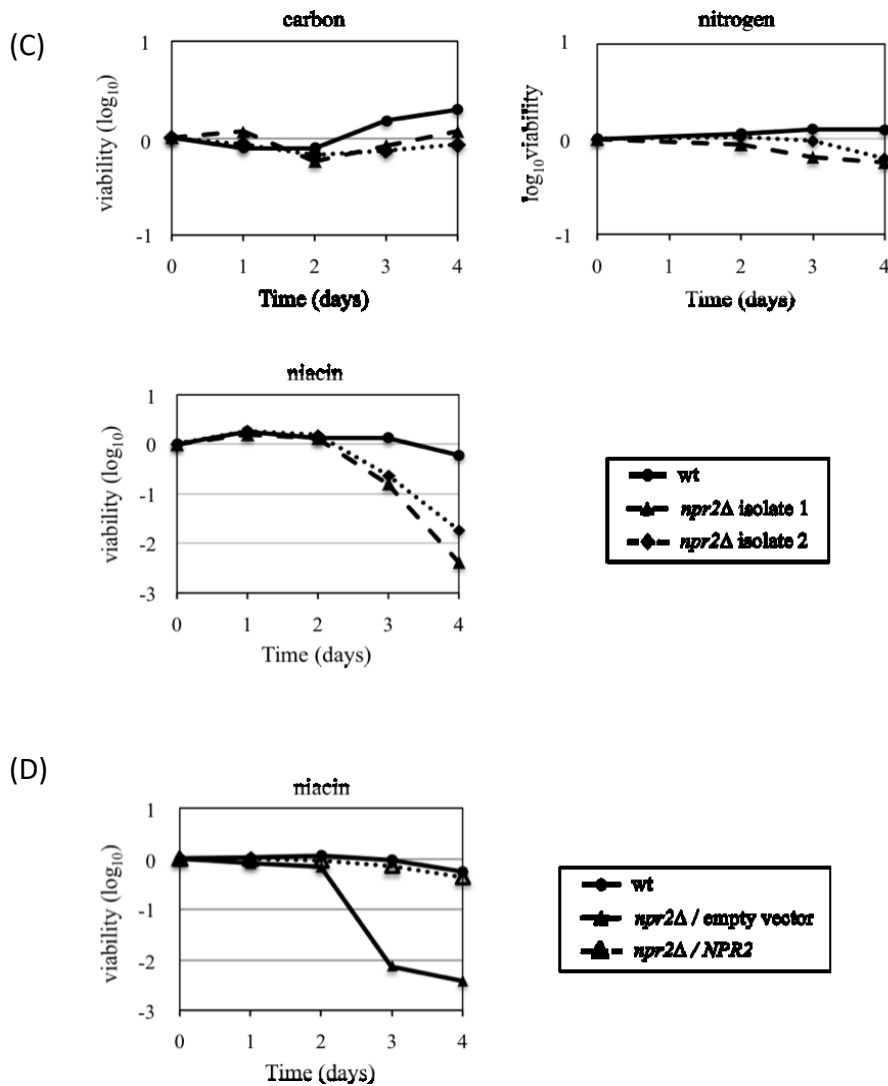 (C)
carbon
1
0
-1
viability (log₁₀)
0 1 2 3 4
Time (days)
nitrogen
1
0
-1
log₁₀viability
0 1 2 3 4
Time (days)
niacin
1
0
-1
-2
-3
viability (log₁₀)
0 1 2 3 4
Time (days)
wt
npr2Δ isolate 1
npr2Δ isolate 2
(D)
niacin
1
0
-1
-2
-3
viability (log₁₀)
0 1 2 3 4
Time (days)
wt
npr2Δ / empty vector
npr2Δ / NPR2